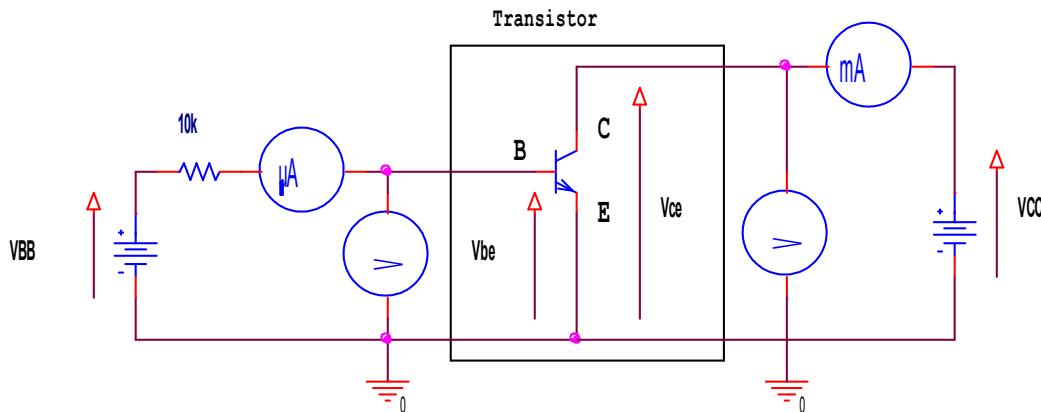 Transistor
mA
10k
C
B
µA
E
Vce
VCC
VBB
Vbe
V
V
+
-
+
-
0
0